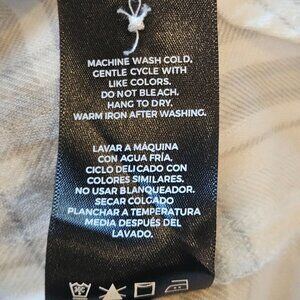 MACHINE WASH COLD,
GENTLE CYCLE WITH
LIKE COLORS.
DO NOT BLEACH.
HANG TO DRY.
WARM IRON AFTER WASHING.
LAVAR A MÁQUINA
CON AGUA FRÍA.
CICLO DELICADO CON
COLORES SIMILARES.
NO USAR BLANQUEADOR.
SECAR COLGADO
PLANCHAR A TEMPERATURA
MEDIA DESPUÉS DEL
LAVADO.